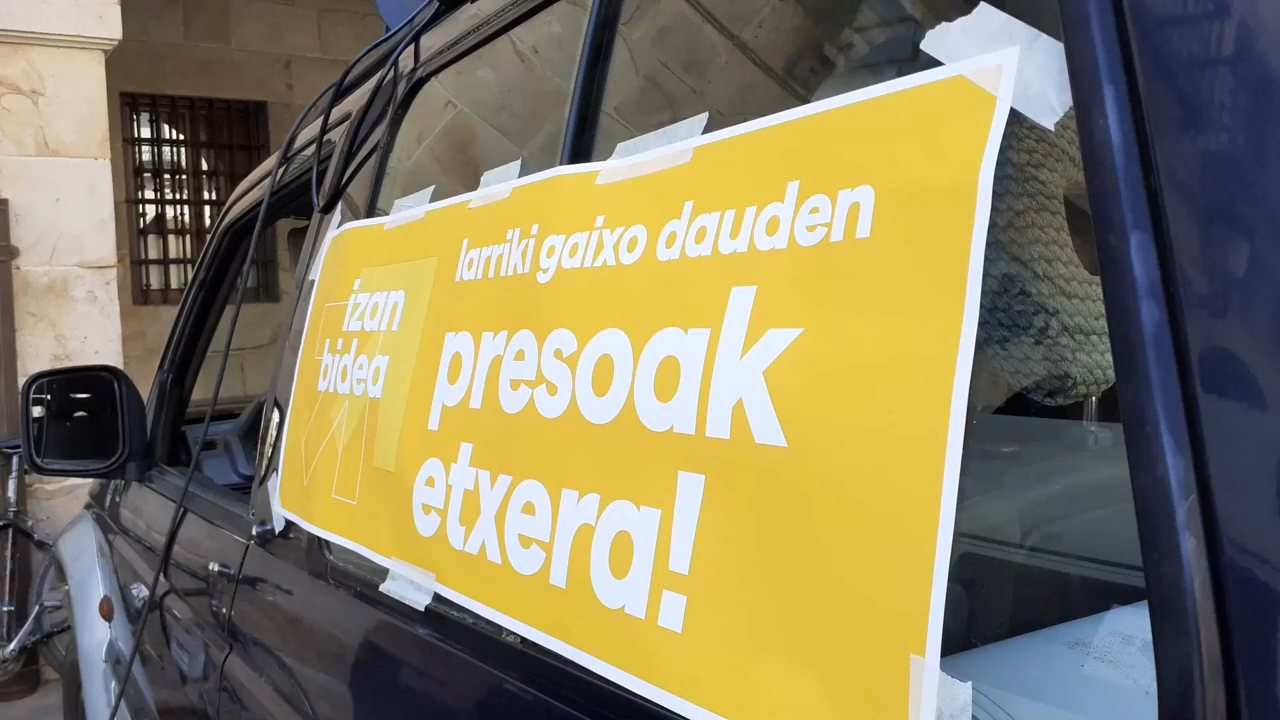 izan
bidea
larriki gaixo dauden
presoak
etxera!